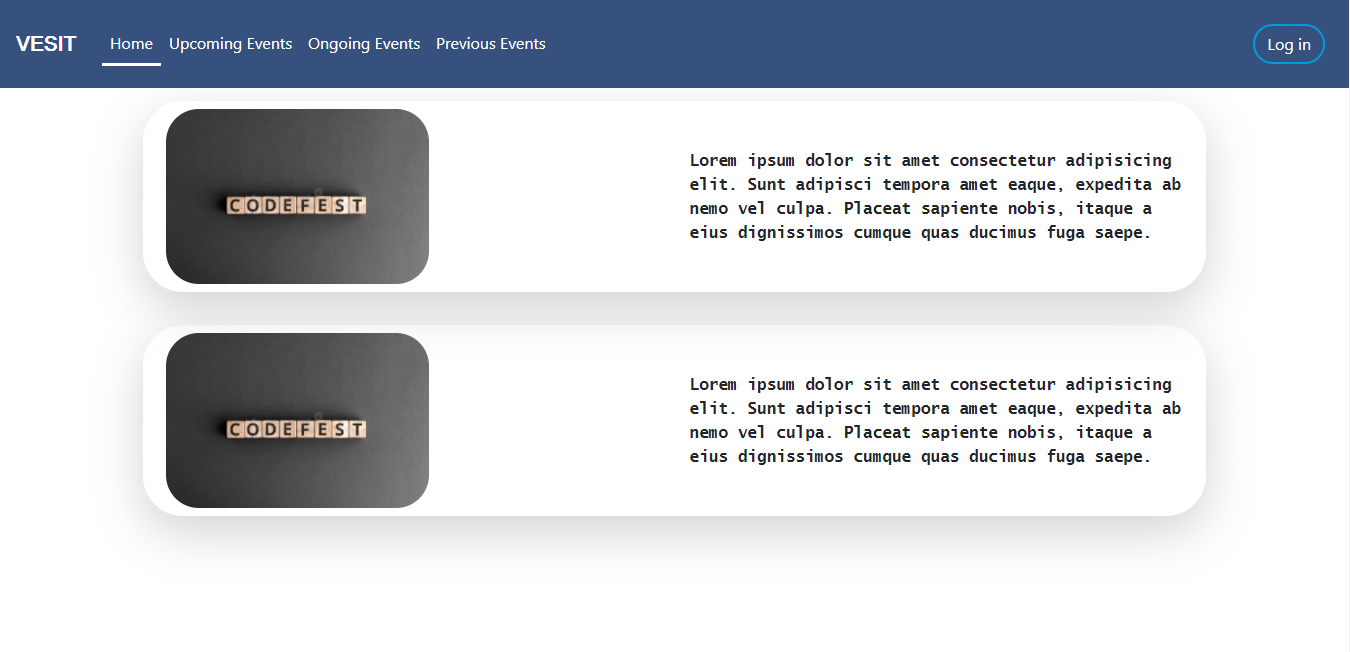 VESIT Home Upcoming Events Ongoing Events Previous Events Log in
CODEFEST
Lorem ipsum dolor sit amet consectetur adipisicing
elit. Sunt adipisci tempora amet eaque, expedita ab
nemo vel culpa. Placeat sapiente nobis, itaque a
eius dignissimos cumque quas ducimus fuga saepe.
CODEFEST
Lorem ipsum dolor sit amet consectetur adipisicing
elit. Sunt adipisci tempora amet eaque, expedita ab
nemo vel culpa. Placeat sapiente nobis, itaque a
eius dignissimos cumque quas ducimus fuga saepe.